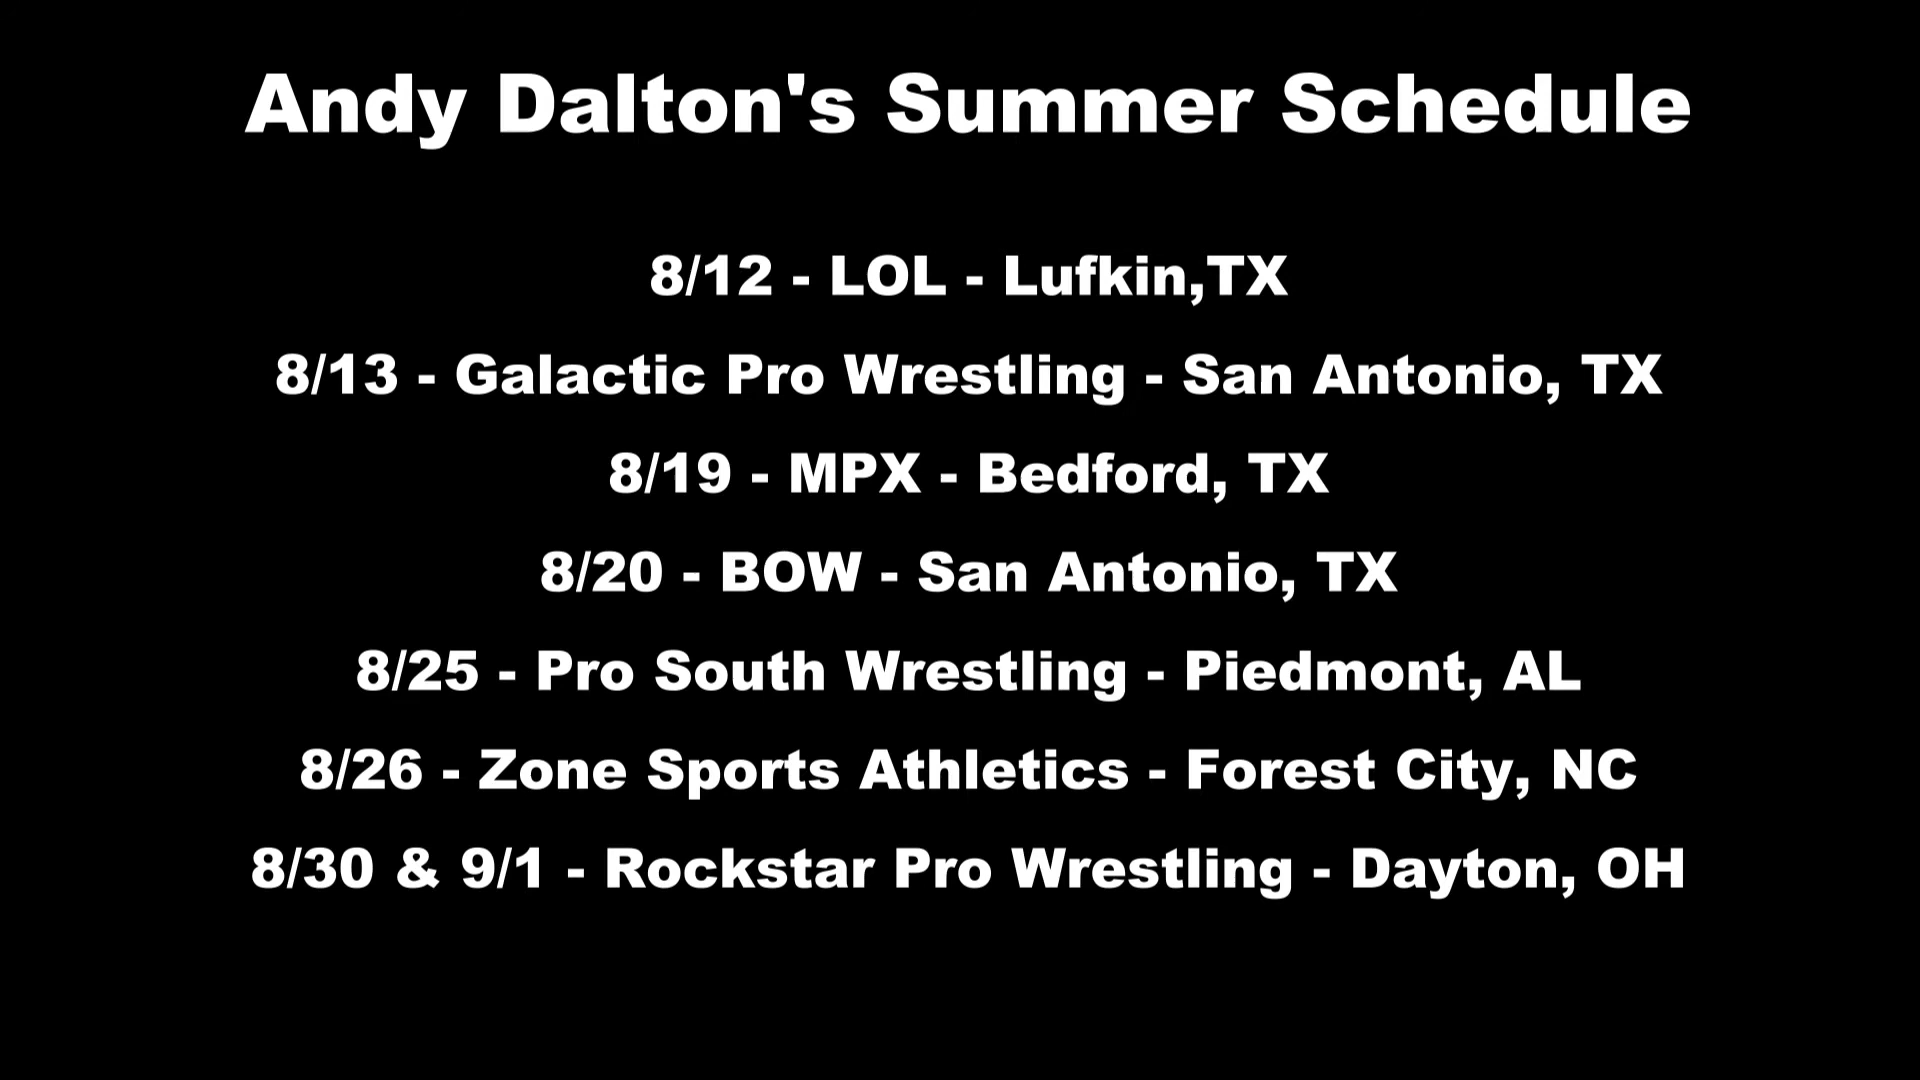 Andy Dalton's Summer Schedule
8/12 - LOL - Lufkin,TX
8/13 - Galactic Pro Wrestling - San Antonio, TX
8/19 - MPX - Bedford, TX
8/20 - BOW - San Antonio, TX
8/25 - Pro South Wrestling - Piedmont, AL
8/26 - Zone Sports Athletics - Forest City, NC
8/30 & 9/1 - Rockstar Pro Wrestling - Dayton, OH